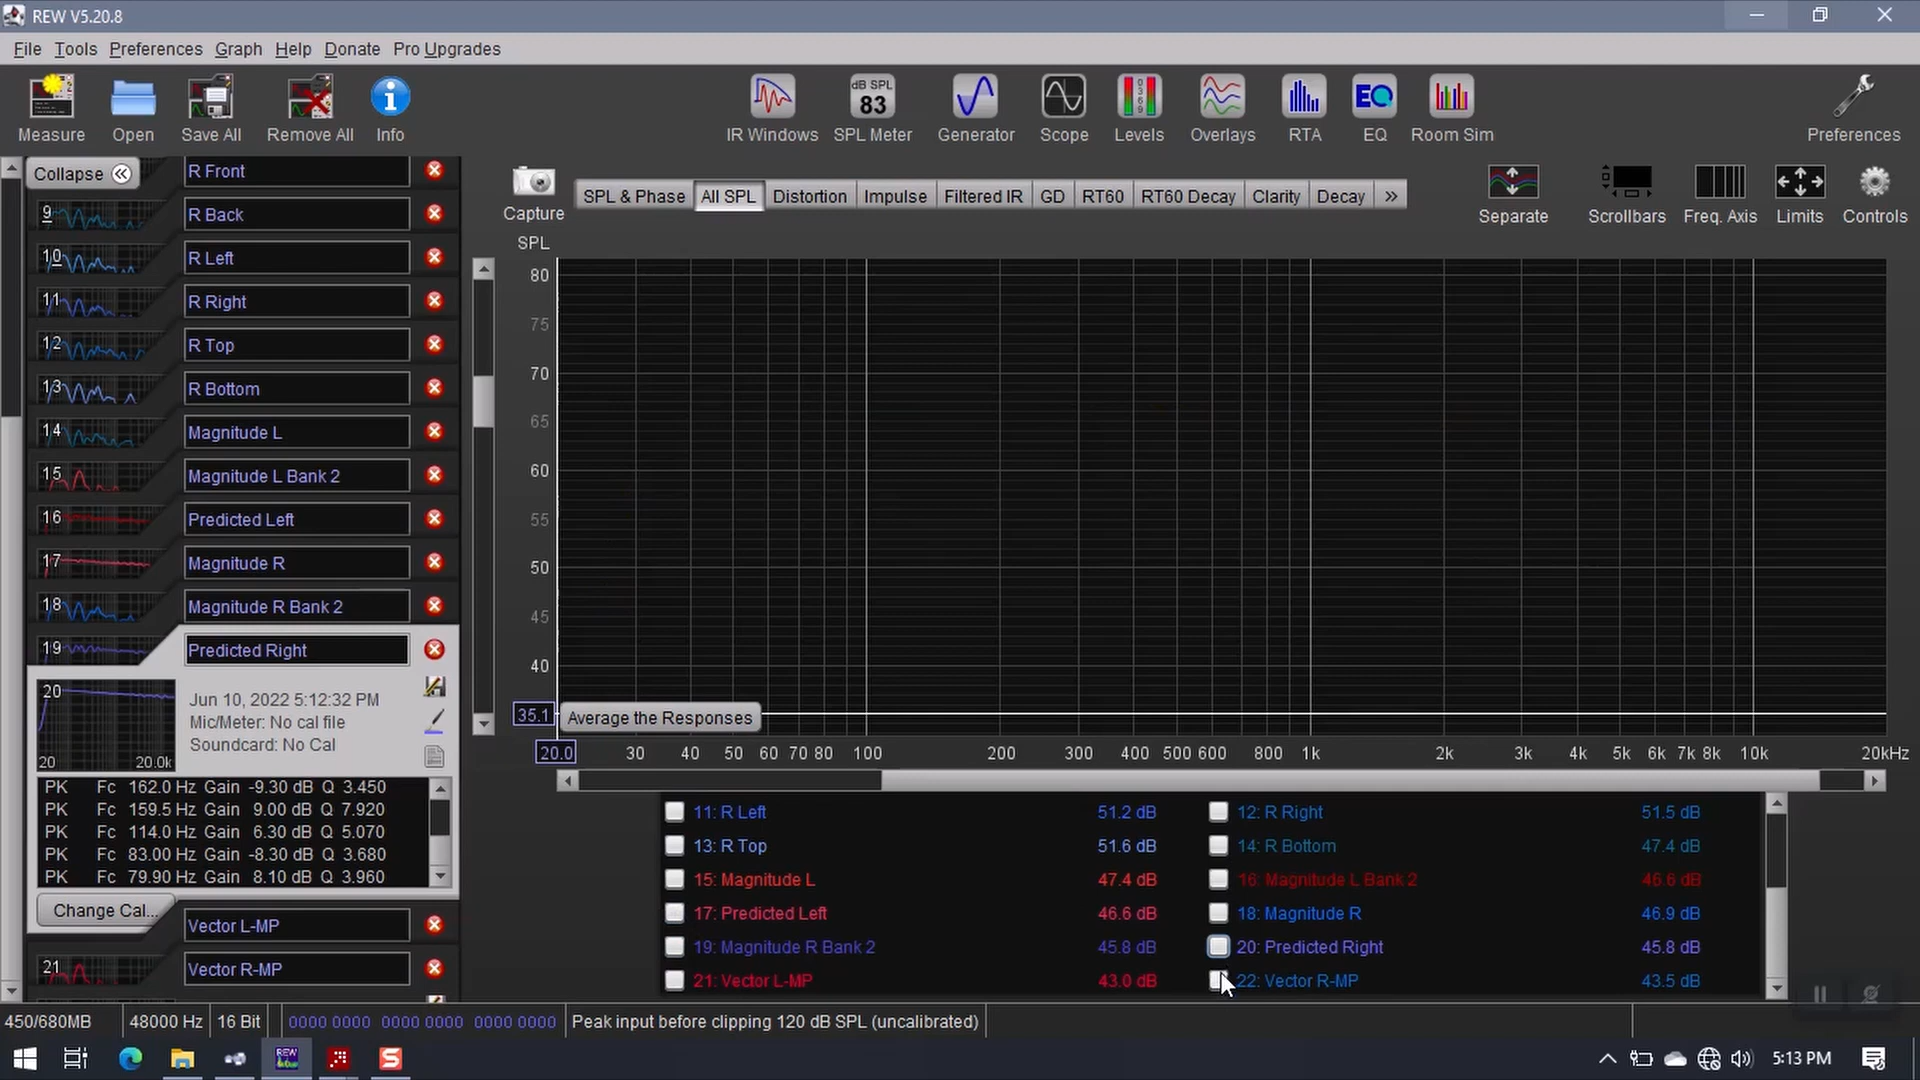 REW V5.20.8
File Tools Preferences Graph Help Donate Pro Upgrades
Measure Open Save All Remove All Info
dB SPL
83
EQ
IR Windows SPL Meter Generator Scope Levels Overlays RTA EQ Room Sim Preferences
Collapse
R Front
9 R Back
10 R Left
11 R Right
12 R Top
13 R Bottom
14 Magnitude L
15 Magnitude L Bank 2
16 Predicted Left
17 Magnitude R
18 Magnitude R Bank 2
19 Predicted Right
20
20 20.0k
Jun 10, 2022 5:12:32 PM
Mic/Meter: No cal file
Soundcard: No Cal
PK Fc 162.0 Hz Gain -9.30 dB Q 3.450
PK Fc 159.5 Hz Gain 9.00 dB Q 7.920
PK Fc 114.0 Hz Gain 6.30 dB Q 5.070
PK Fc 83.00 Hz Gain -8.30 dB Q 3.680
PK Fc 79.90 Hz Gain 8.10 dB Q 3.960
Change Cal...
Vector L-MP
21 Vector R-MP
Capture
SPL & Phase All SPL Distortion Impulse Filtered IR GD RT60 RT60 Decay Clarity Decay »
Separate Scrollbars Freq. Axis Limits Controls
SPL
80
75
70
65
60
55
50
45
40
35.1
Average the Responses
20.0 30 40 50 60 70 80 100 200 300 400 500 600 800 1k 2k 3k 4k 5k 6k 7k 8k 10k 20kHz
11: R Left 51.2 dB 12: R Right 51.5 dB
13: R Top 51.6 dB 14: R Bottom 47.4 dB
15: Magnitude L 47.4 dB 16: Magnitude L Bank 2 46.6 dB
17: Predicted Left 46.6 dB 18: Magnitude R 46.9 dB
19: Magnitude R Bank 2 45.8 dB 20: Predicted Right 45.8 dB
21: Vector L-MP 43.0 dB 22: Vector R-MP 43.5 dB
450/680MB 48000 Hz 16 Bit 0000 0000 0000 0000 0000 0000 Peak input before clipping 120 dB SPL (uncalibrated)
REW
S
5:13 PM